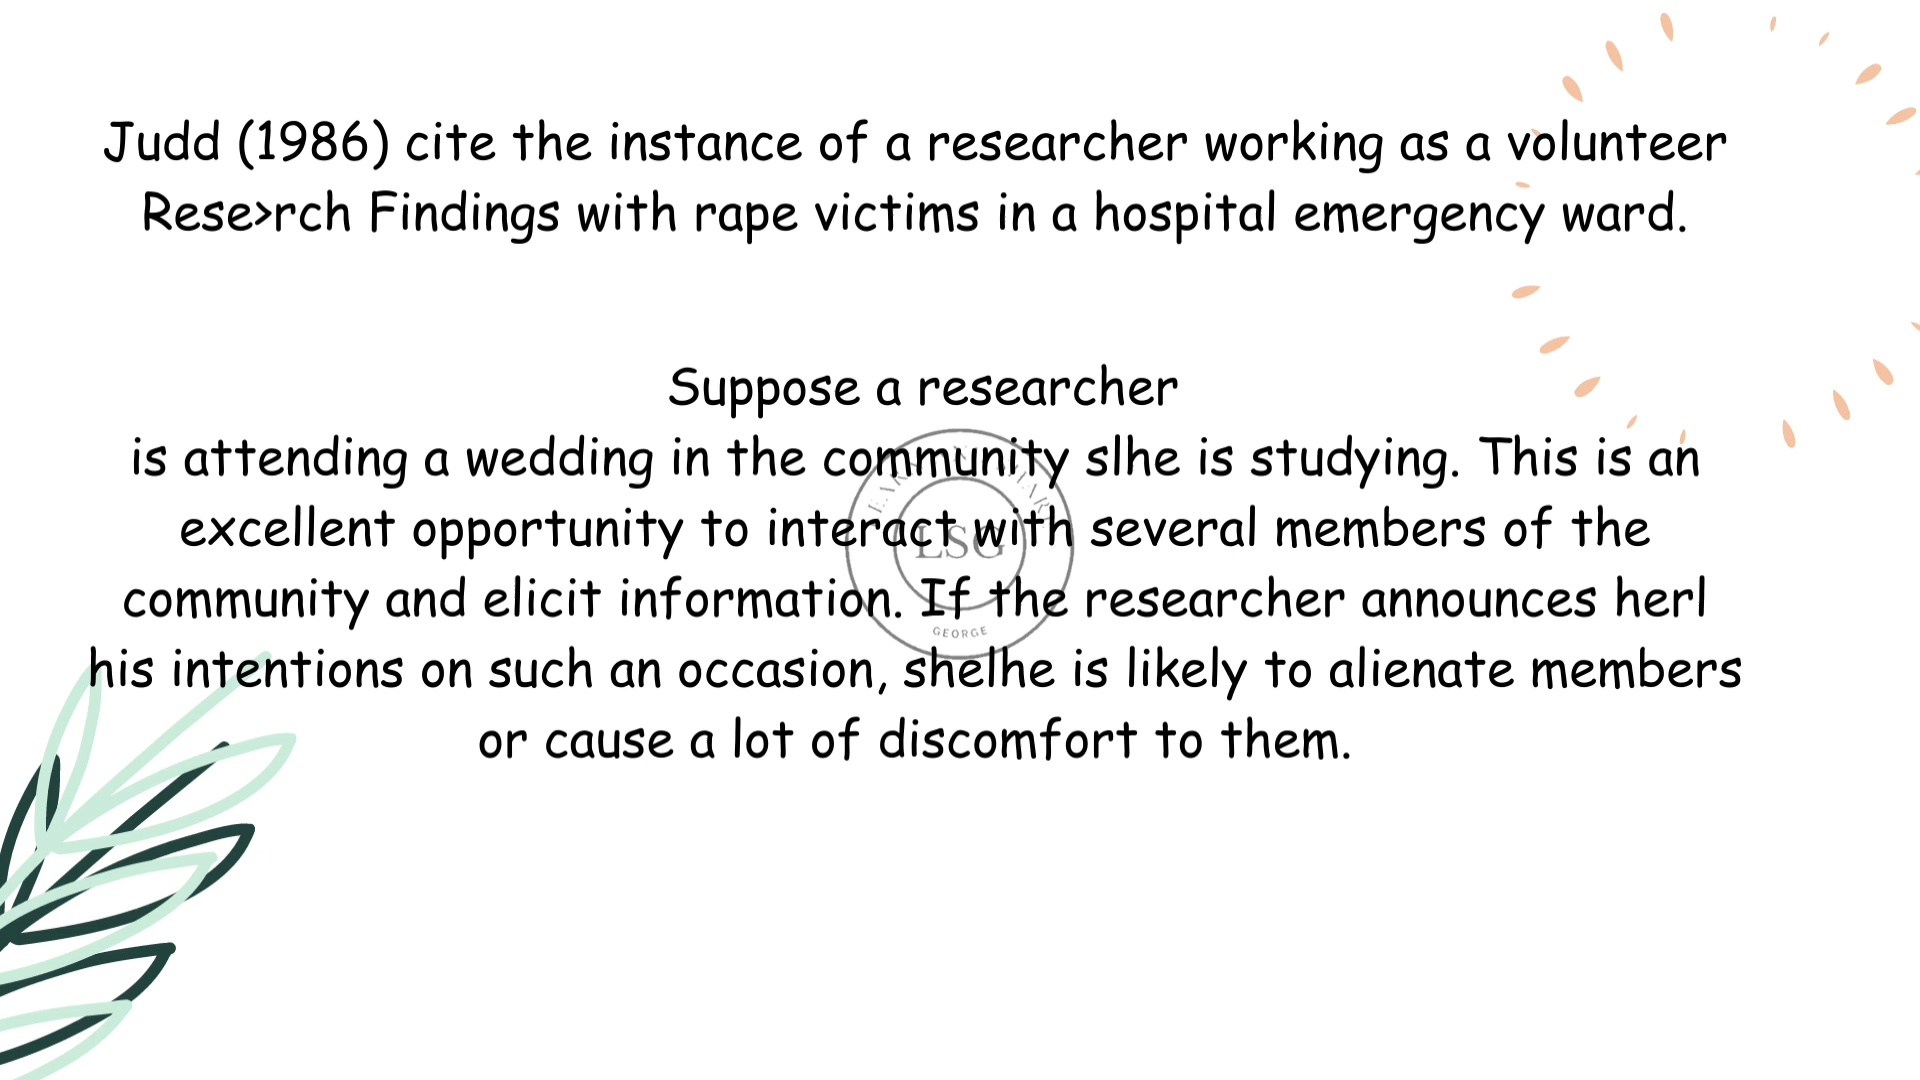 Judd (1986) cite the instance of a researcher working as a volunteer
Rese>rch Findings with rape victims in a hospital emergency ward.
Suppose a researcher
is attending a wedding in the community slhe is studying. This is an
excellent opportunity to interact with several members of the
community and elicit information. If the researcher announces herl
his intentions on such an occasion, shelhe is likely to alienate members
or cause a lot of discomfort to them.
LSG
GEORGE